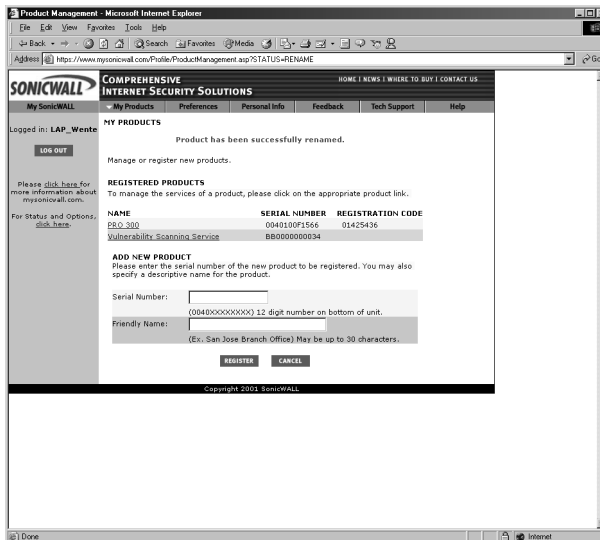 Product Management - Microsoft Internet Explorer
File Edit View Favorites Tools Help
Back Search Favorites Media
Address https://www.mysonicwall.com/Profile/ProductManagement.asp?STATUS=RENAME Go
SONICWALL COMPREHENSIVE INTERNET SECURITY SOLUTIONS
HOME | NEWS | WHERE TO BUY | CONTACT US
My SonicWALL My Products Preferences Personal Info Feedback Tech Support Help
Logged in: LAP_Wente
LOG OUT
Please click here for
more information about
mysonicwall.com.
For Status and Options,
click here.
MY PRODUCTS
Product has been successfully renamed.
Manage or register new products.
REGISTERED PRODUCTS
To manage the services of a product, please click on the appropriate product link.
NAME SERIAL NUMBER REGISTRATION CODE
PRO 300 0040100F1566 01425436
Vulnerability Scanning Service BB0000000034
ADD NEW PRODUCT
Please enter the serial number of the new product to be registered. You may also
specify a descriptive name for the product.
Serial Number:
(0040XXXXXXXX) 12 digit number on bottom of unit.
Friendly Name:
(Ex. San Jose Branch Office) May be up to 30 characters.
REGISTER CANCEL
Copyright 2001 SonicWALL
Done Internet